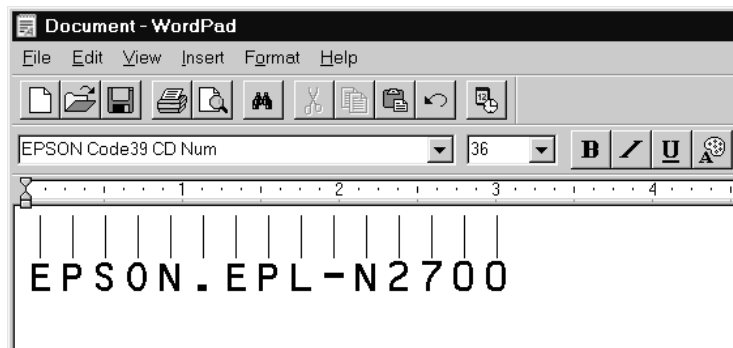 Document - WordPad
File Edit View Insert Format Help
EPSON Code39 CD Num 36 B / U A
1 2 3 4
EPSON.EPL-N2700